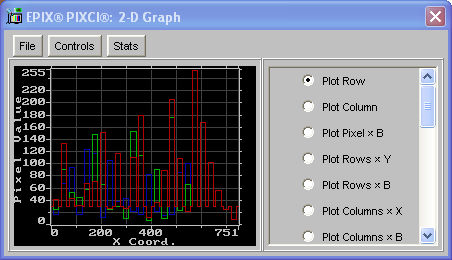 EPIX® PIXCI®: 2-D Graph
File Controls Stats
Pixel Value
255
220
200
180
160
140
120
100
80
60
40
0
0 200 400 751
X Coord.
Plot Row
Plot Column
Plot Pixel × B
Plot Rows × Y
Plot Rows × B
Plot Columns × X
Plot Columns × B